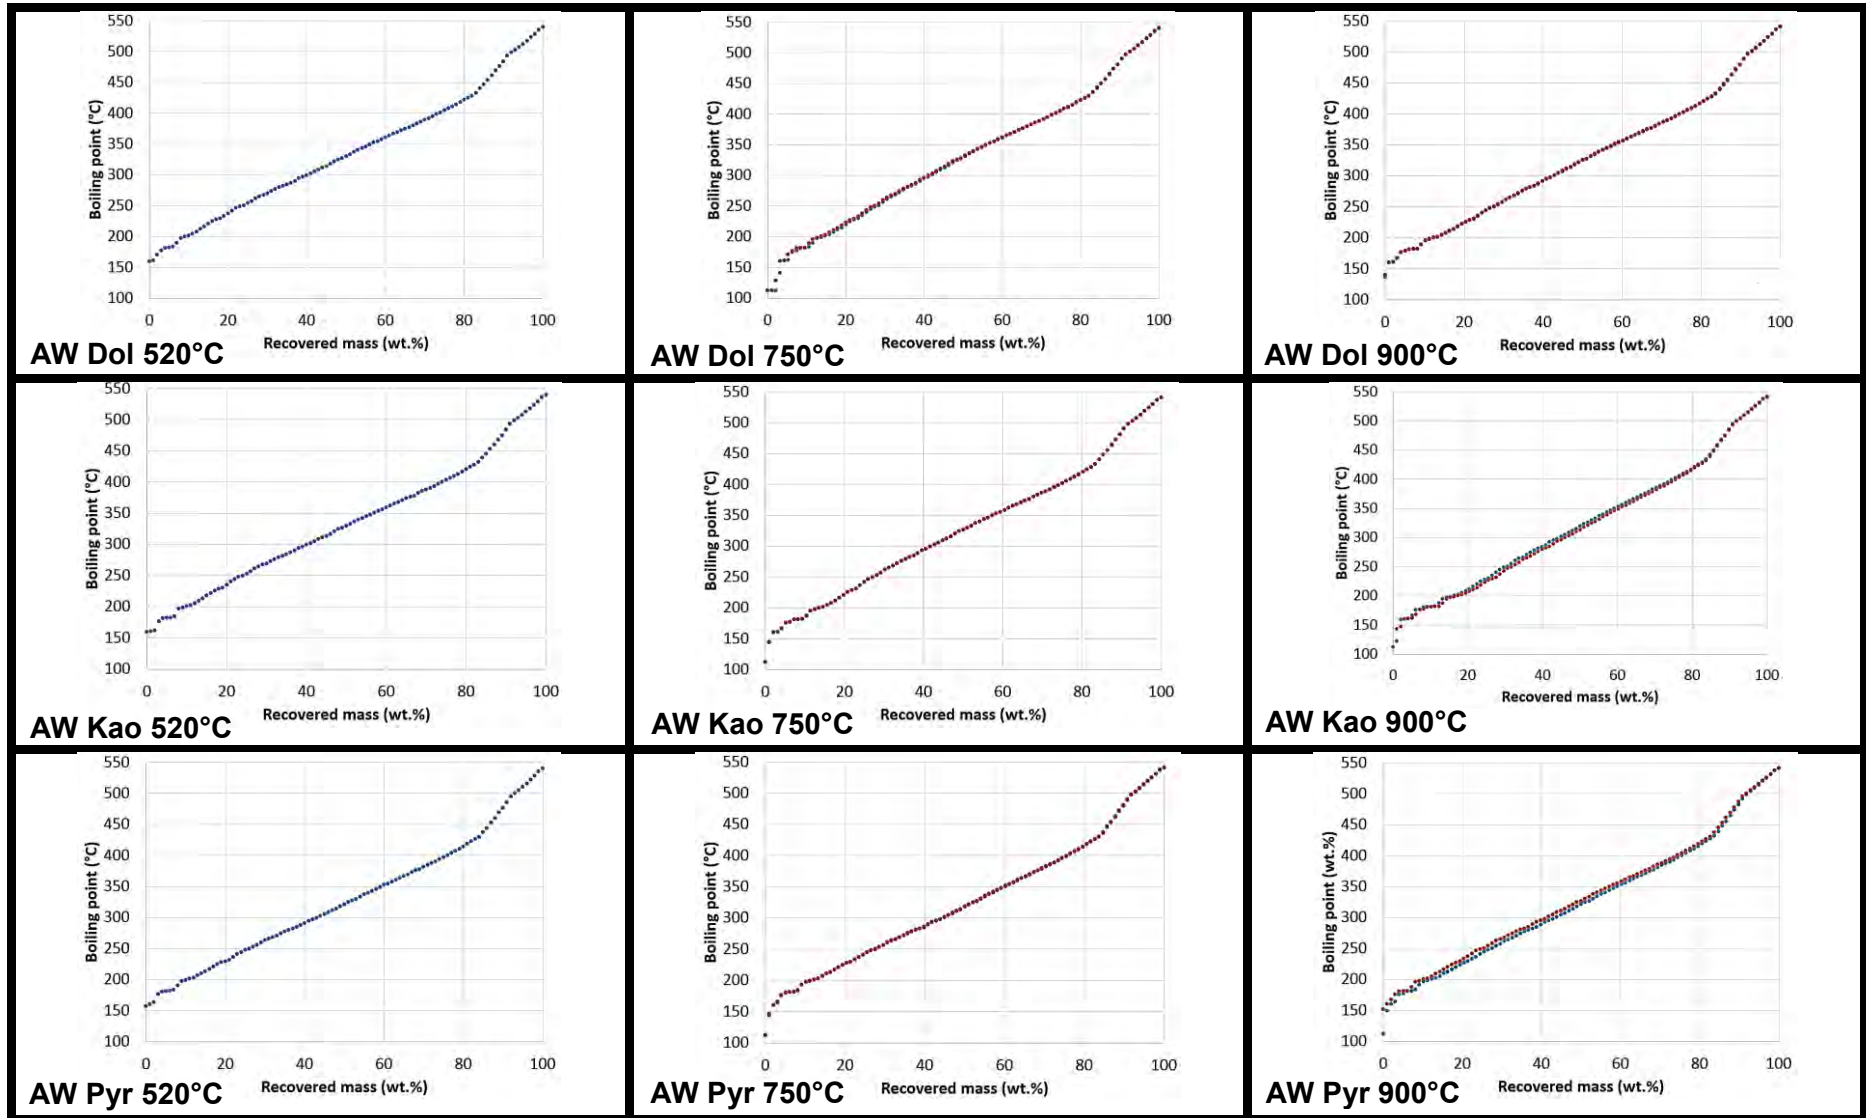 550
500
450
400
350
300
250
200
150
100
Boiling point (°C)
0 20 40 60 80 100
Recovered mass (wt.%)
AW Dol 520°C
550
500
450
400
350
300
250
200
150
100
Boiling point (°C)
0 20 40 60 80 100
Recovered mass (wt.%)
AW Dol 750°C
550
500
450
400
350
300
250
200
150
100
Boiling point (°C)
0 20 40 60 80 100
Recovered mass (wt.%)
AW Dol 900°C
550
500
450
400
350
300
250
200
150
100
Boiling point (°C)
0 20 40 60 80 100
Recovered mass (wt.%)
AW Kao 520°C
550
500
450
400
350
300
250
200
150
100
Boiling point (°C)
0 20 40 60 80 100
Recovered mass (wt.%)
AW Kao 750°C
550
500
450
400
350
300
250
200
150
100
Boiling point (°C)
0 20 40 60 80 100
Recovered mass (wt.%)
AW Kao 900°C
550
500
450
400
350
300
250
200
150
100
Boiling point (°C)
0 20 40 60 80 100
Recovered mass (wt.%)
AW Pyr 520°C
550
500
450
400
350
300
250
200
150
100
Boiling point (°C)
0 20 40 60 80 100
Recovered mass (wt.%)
AW Pyr 750°C
550
500
450
400
350
300
250
200
150
100
Boiling point (wt.%)
0 20 40 60 80 100
Recovered mass (wt.%)
AW Pyr 900°C